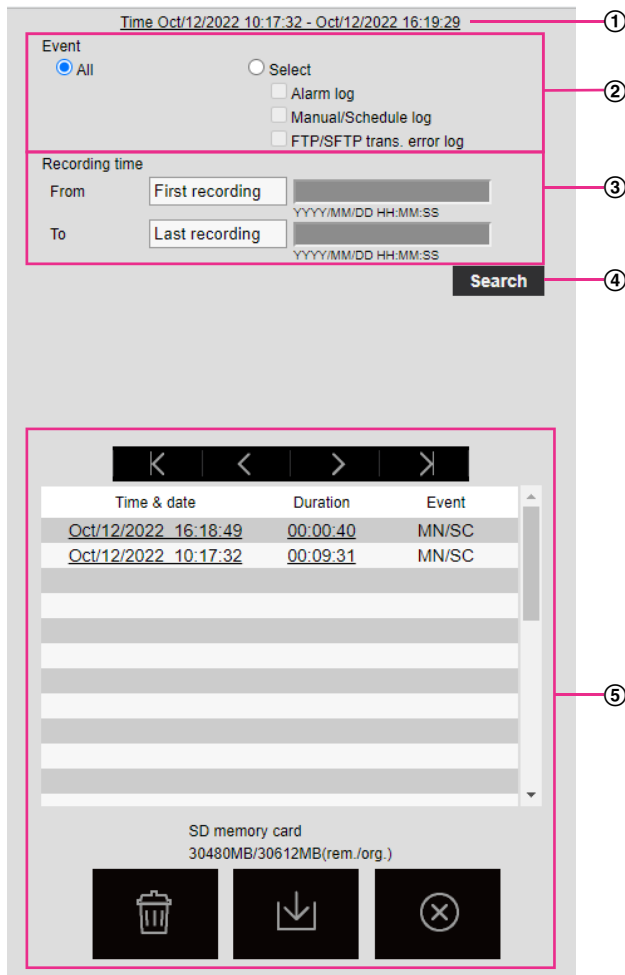 Time Oct/12/2022 10:17:32 - Oct/12/2022 16:19:29 ①
Event
All Select ②
Alarm log
Manual/Schedule log
FTP/SFTP trans. error log
Recording time
From First recording ③
YYYY/MM/DD HH:MM:SS
To Last recording
YYYY/MM/DD HH:MM:SS
Search ④
Time & date Duration Event
Oct/12/2022 16:18:49 00:00:40 MN/SC
Oct/12/2022 10:17:32 00:09:31 MN/SC
⑤
SD memory card
30480MB/30612MB(rem./org.)